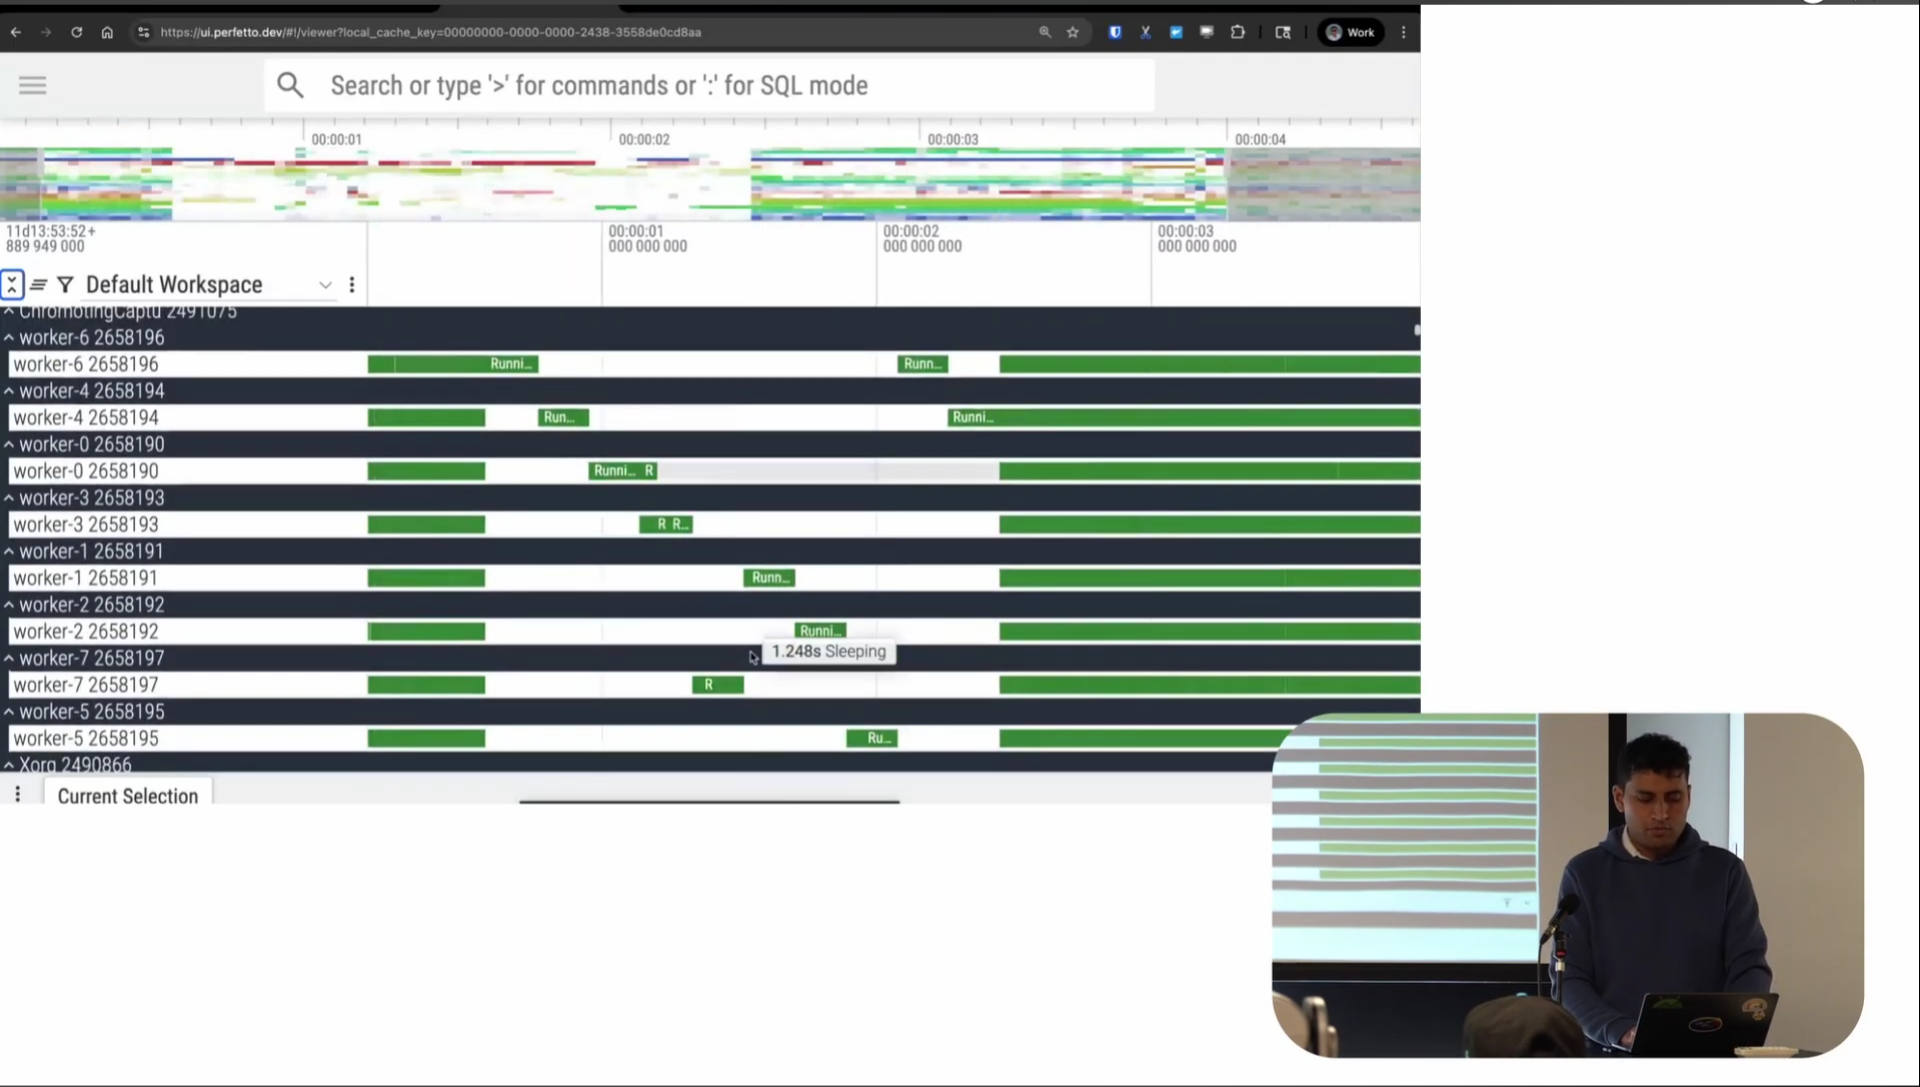 https://ui.perfetto.dev/#!/viewer?local_cache_key=00000000-0000-0000-2438-3558de0cd8aa
Work
Search or type '>' for commands or ':' for SQL mode
00:00:01
00:00:02
00:00:03
00:00:04
11d13:53:52+
889 949 000
00:00:01
000 000 000
00:00:02
000 000 000
00:00:03
000 000 000
Default Workspace
ChromotingCaptu 2491075
worker-6 2658196
worker-6 2658196
Runni...
Runn...
worker-4 2658194
worker-4 2658194
Run...
Runni...
worker-0 2658190
worker-0 2658190
Runni...
R
worker-3 2658193
worker-3 2658193
R
R...
worker-1 2658191
worker-1 2658191
Runn...
worker-2 2658192
worker-2 2658192
Runni...
1.248s Sleeping
worker-7 2658197
worker-7 2658197
R
worker-5 2658195
worker-5 2658195
Ru...
Xorg 2490866
Current Selection